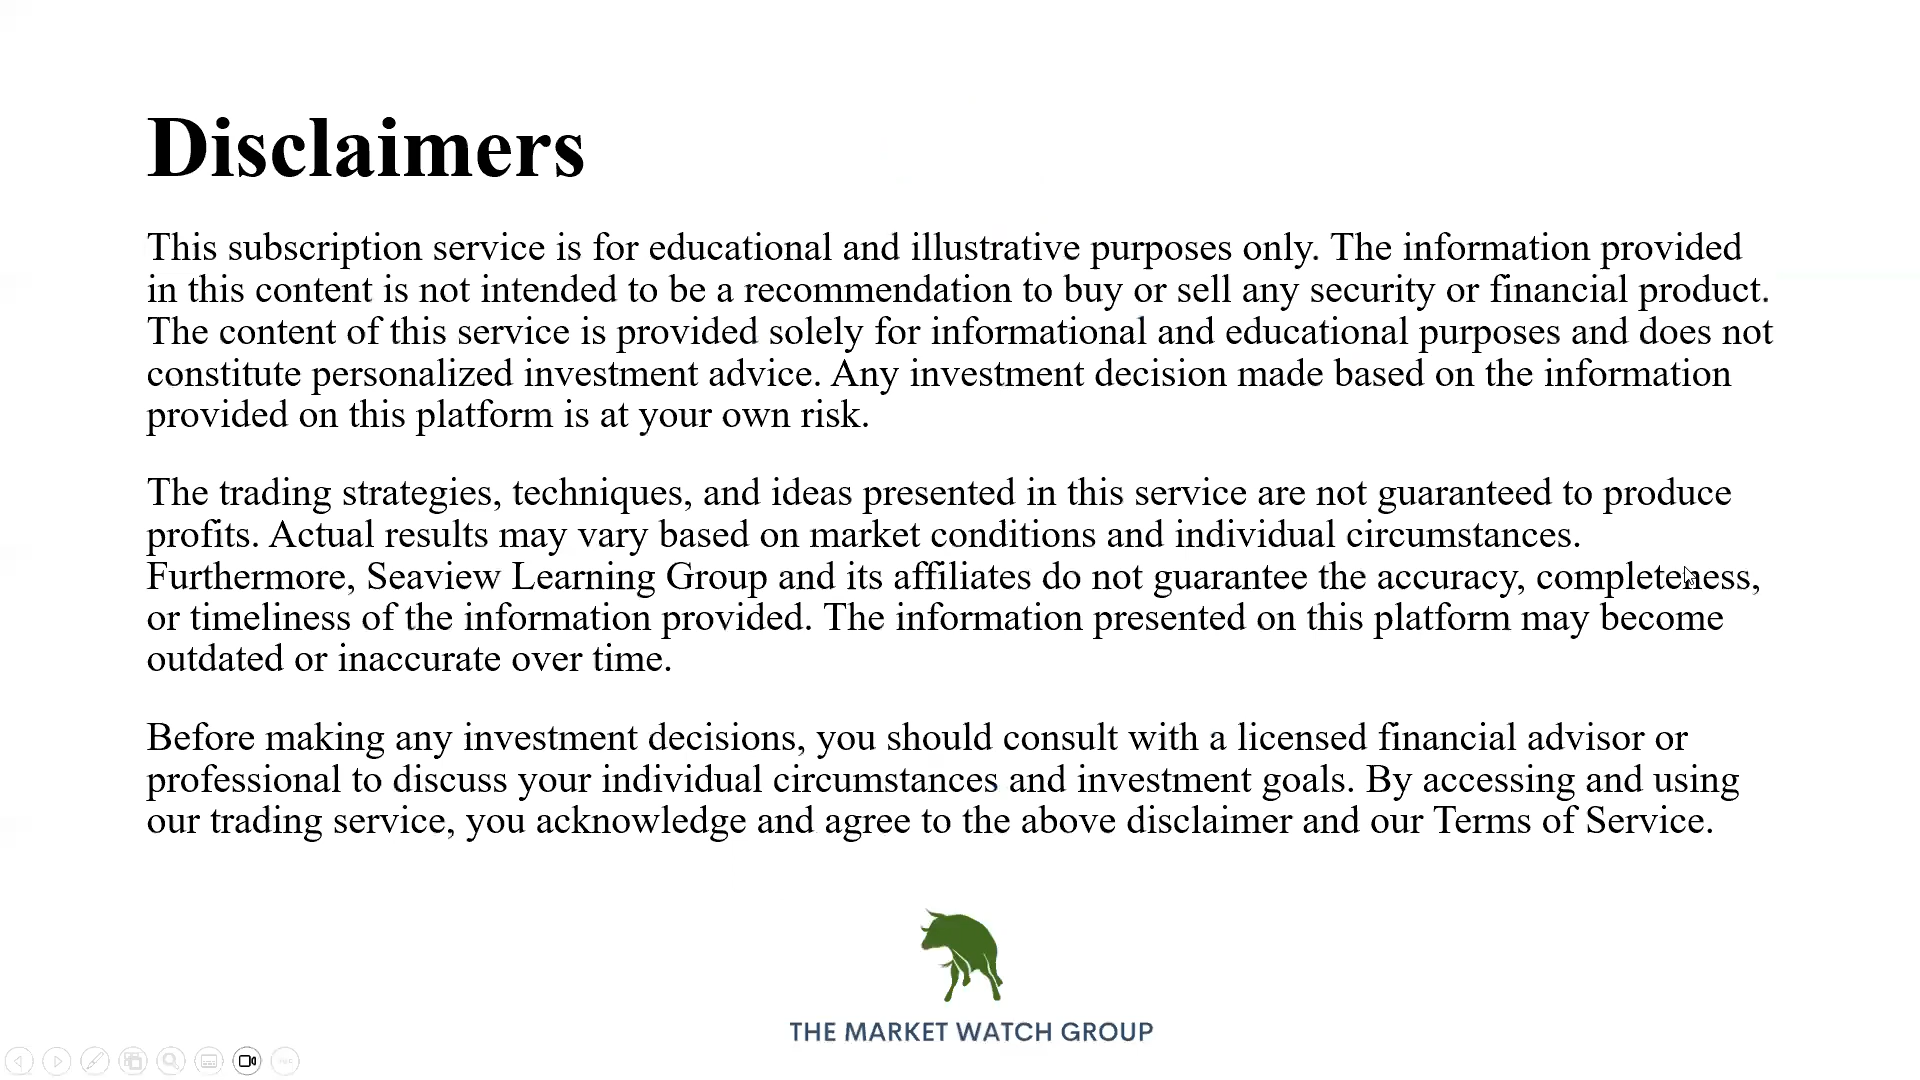 Disclaimers
This subscription service is for educational and illustrative purposes only. The information provided
in this content is not intended to be a recommendation to buy or sell any security or financial product.
The content of this service is provided solely for informational and educational purposes and does not
constitute personalized investment advice. Any investment decision made based on the information
provided on this platform is at your own risk.
The trading strategies, techniques, and ideas presented in this service are not guaranteed to produce
profits. Actual results may vary based on market conditions and individual circumstances.
Furthermore, Seaview Learning Group and its affiliates do not guarantee the accuracy, completeness,
or timeliness of the information provided. The information presented on this platform may become
outdated or inaccurate over time.
Before making any investment decisions, you should consult with a licensed financial advisor or
professional to discuss your individual circumstances and investment goals. By accessing and using
our trading service, you acknowledge and agree to the above disclaimer and our Terms of Service.
THE MARKET WATCH GROUP